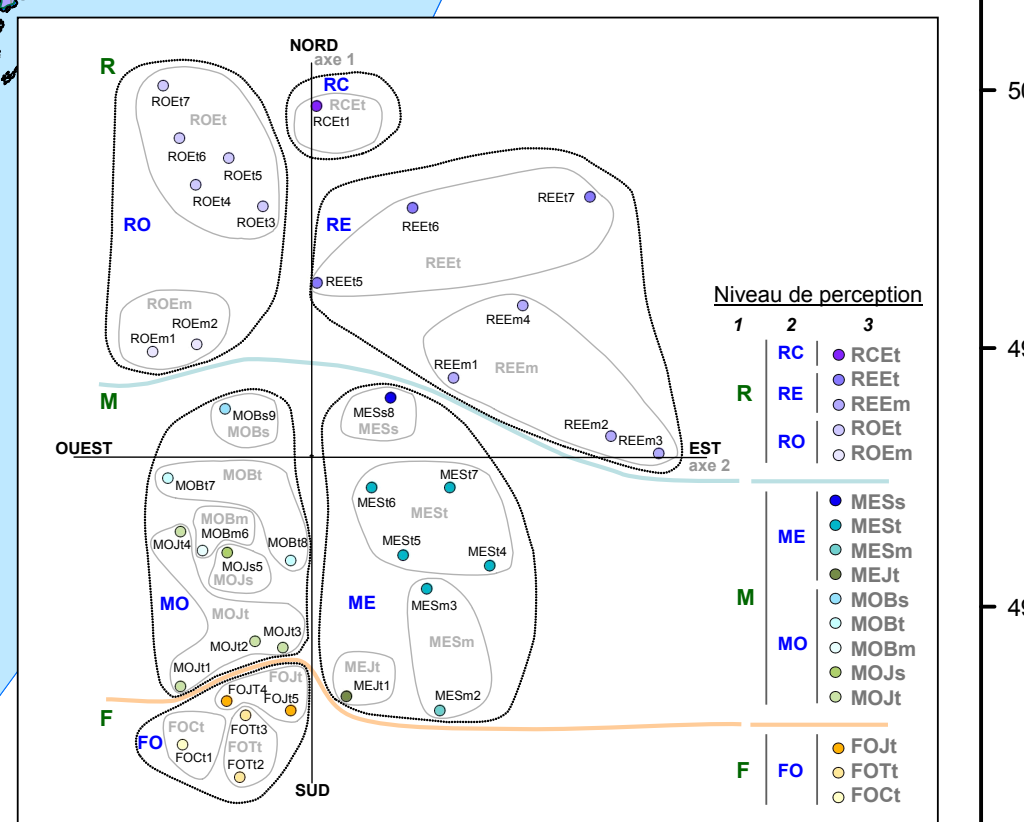 NORD
axe 1
R
RC
RCEt
RCEt1
ROEt7
ROEt
ROEt6
ROEt5
ROEt4
ROEt3
RO
RE
REEt7
REEt6
REEt
REEt5
ROEm
ROEm2
ROEm1
REEm4
REEm1
REEm
REEm2
REEm3
M
MOBs9
MOBs
MESs8
MESs
OUEST
EST
axe 2
MOBt
MOBt7
MESt7
MESt6
MESt
MOBm
MOBm6
MOJt4
MOBt8
MOJs5
MOJs
MESt5
MESt4
MO
ME
MESm3
MOJt
MOJt3
MOJt2
MESm
MOJt1
MEJt
MEJt1
MESm2
FOJt
FOJT4
FOJt5
F
FOCt
FOTt3
FO
FOCt1
FOTt
FOTt2
SUD
Niveau de perception
1 2 3
RC
RCEt
REEt
R
RE
REEm
ROEt
RO
ROEm
MESs
MESt
ME
MESm
MEJt
M
MOBs
MOBt
MO
MOBm
MOJs
MOJt
FOJt
F
FO
FOTt
FOCt